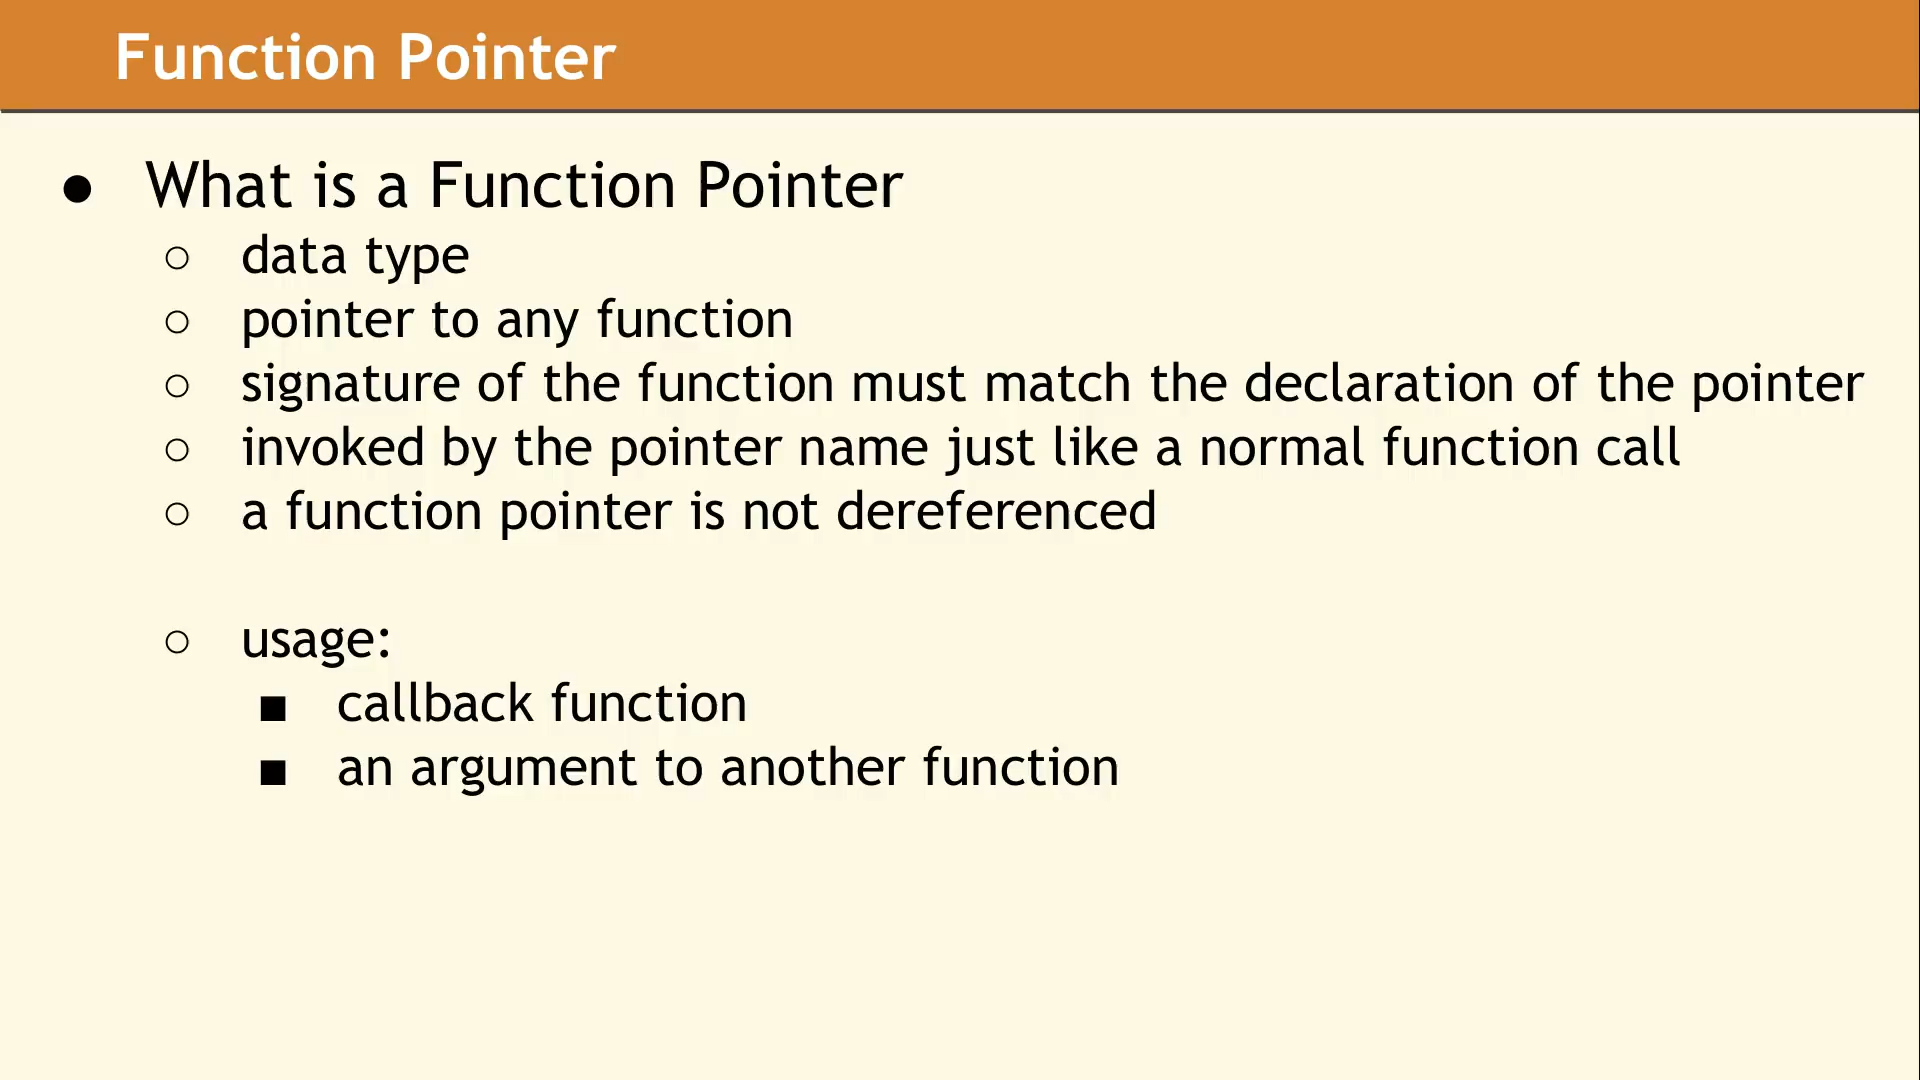 Function Pointer
● What is a Function Pointer
○ data type
○ pointer to any function
○ signature of the function must match the declaration of the pointer
○ invoked by the pointer name just like a normal function call
○ a function pointer is not dereferenced
○ usage:
■ callback function
■ an argument to another function